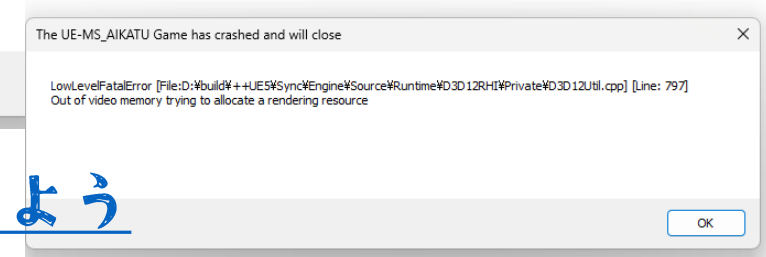 The UE-MS_AIKATU Game has crashed and will close
LowLevelFatalError [File:D:¥build¥++UE5¥Sync¥Engine¥Source¥Runtime¥D3D12RHI¥Private¥D3D12Util.cpp] [Line: 797]
Out of video memory trying to allocate a rendering resource
よう
OK